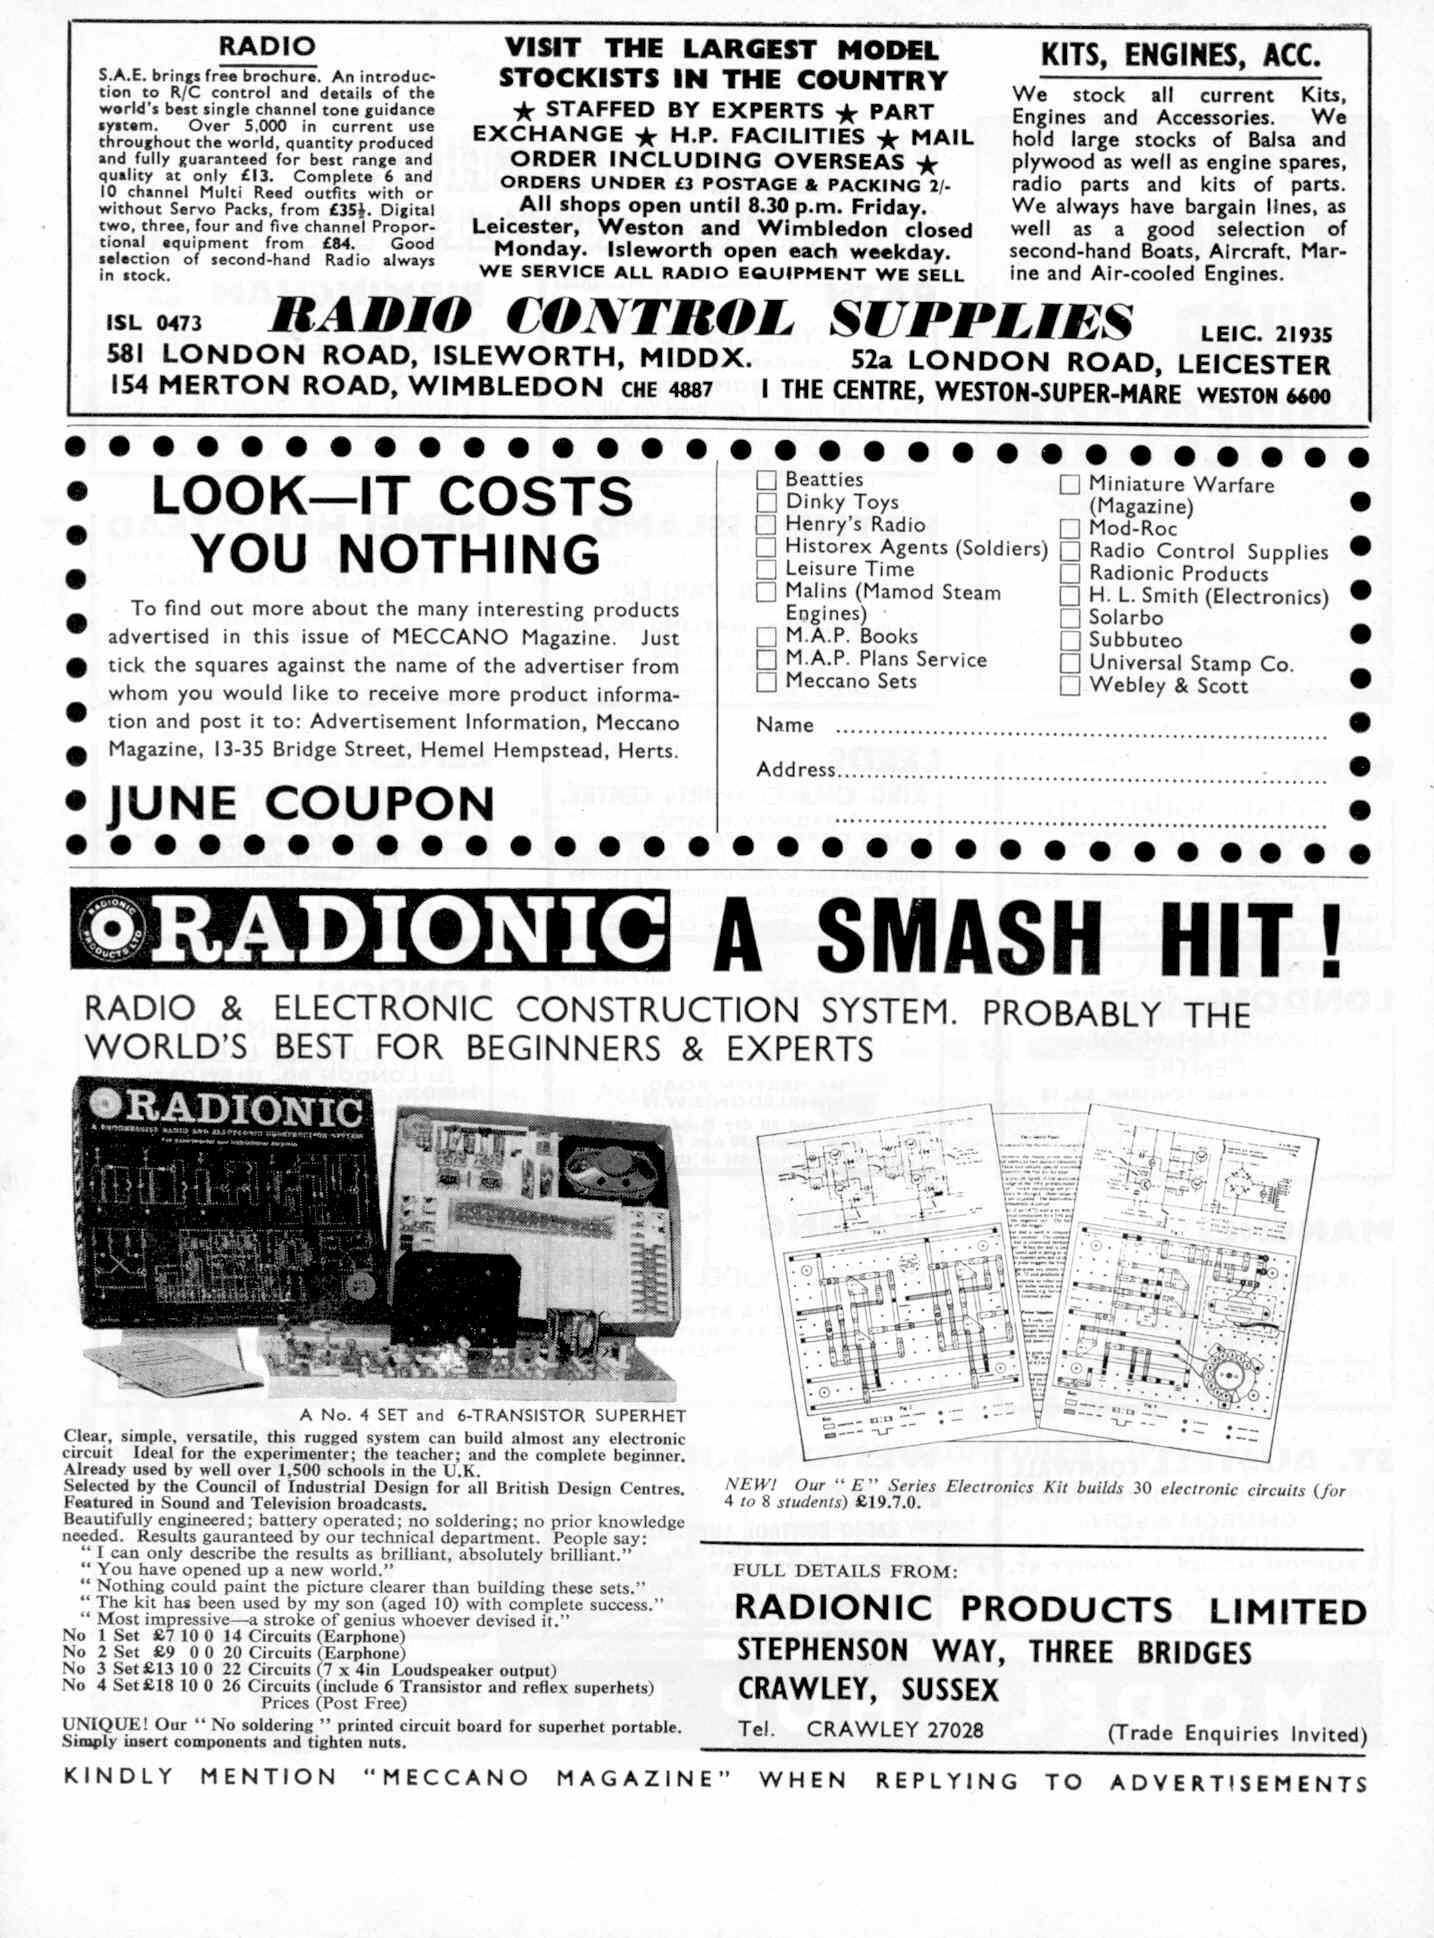 RADIO
S.A.E. brings free brochure. An introduc-
tion to R/C control and details of the
world's best single channel tone guidance
system. Over 5,000 in current use
throughout the world, quantity produced
and fully guaranteed for best range and
quality at only £13. Complete 6 and
10 channel Multi Reed outfits with or
without Servo Packs, from £35½. Digital
two, three, four and five channel Propor-
tional equipment from £84. Good
selection of second-hand Radio always
in stock.
VISIT THE LARGEST MODEL
STOCKISTS IN THE COUNTRY
★ STAFFED BY EXPERTS ★ PART
EXCHANGE ★ H.P. FACILITIES ★ MAIL
ORDER INCLUDING OVERSEAS ★
ORDERS UNDER £3 POSTAGE & PACKING 2/-
All shops open until 8.30 p.m. Friday.
Leicester, Weston and Wimbledon closed
Monday. Isleworth open each weekday.
WE SERVICE ALL RADIO EQUIPMENT WE SELL
KITS, ENGINES, ACC.
We stock all current Kits,
Engines and Accessories. We
hold large stocks of Balsa and
plywood as well as engine spares,
radio parts and kits of parts.
We always have bargain lines, as
well as a good selection of
second-hand Boats, Aircraft, Mar-
ine and Air-cooled Engines.
ISL 0473 RADIO CONTROL SUPPLIES LEIC. 21935
581 LONDON ROAD, ISLEWORTH, MIDDX. 52a LONDON ROAD, LEICESTER
154 MERTON ROAD, WIMBLEDON CHE 4887 1 THE CENTRE, WESTON-SUPER-MARE WESTON 6600
LOOK—IT COSTS
YOU NOTHING
To find out more about the many interesting products
advertised in this issue of MECCANO Magazine. Just
tick the squares against the name of the advertiser from
whom you would like to receive more product informa-
tion and post it to: Advertisement Information, Meccano
Magazine, 13-35 Bridge Street, Hemel Hempstead, Herts.
JUNE COUPON
Beatties
Dinky Toys
Henry's Radio
Historex Agents (Soldiers)
Leisure Time
Malins (Mamod Steam
Engines)
M.A.P. Books
M.A.P. Plans Service
Meccano Sets
Miniature Warfare
(Magazine)
Mod-Roc
Radio Control Supplies
Radionic Products
H. L. Smith (Electronics)
Solarbo
Subbuteo
Universal Stamp Co.
Webley & Scott
Name
Address
RADIONIC PRODUCTS LTD
RADIONIC A SMASH HIT!
RADIO & ELECTRONIC CONSTRUCTION SYSTEM. PROBABLY THE
WORLD'S BEST FOR BEGINNERS & EXPERTS
RADIONIC
A PROGRESSIVE RADIO AND ELECTRONIC CONSTRUCTION SYSTEM
A No. 4 SET and 6-TRANSISTOR SUPERHET
Clear, simple, versatile, this rugged system can build almost any electronic
circuit Ideal for the experimenter; the teacher; and the complete beginner.
Already used by well over 1,500 schools in the U.K.
Selected by the Council of Industrial Design for all British Design Centres.
Featured in Sound and Television broadcasts.
Beautifully engineered; battery operated; no soldering; no prior knowledge
needed. Results gauranteed by our technical department. People say:
"I can only describe the results as brilliant, absolutely brilliant."
"You have opened up a new world."
"Nothing could paint the picture clearer than building these sets."
"The kit has been used by my son (aged 10) with complete success."
"Most impressive—a stroke of genius whoever devised it."
No 1 Set £7 10 0 14 Circuits (Earphone)
No 2 Set £9 0 0 20 Circuits (Earphone)
No 3 Set £13 10 0 22 Circuits (7 x 4in Loudspeaker output)
No 4 Set £18 10 0 26 Circuits (include 6 Transistor and reflex superhets)
Prices (Post Free)
UNIQUE! Our "No soldering" printed circuit board for superhet portable.
Simply insert components and tighten nuts.
NEW! Our "E" Series Electronics Kit builds 30 electronic circuits (for
4 to 8 students) £19.7.0.
FULL DETAILS FROM:
RADIONIC PRODUCTS LIMITED
STEPHENSON WAY, THREE BRIDGES
CRAWLEY, SUSSEX
Tel. CRAWLEY 27028 (Trade Enquiries Invited)
KINDLY MENTION "MECCANO MAGAZINE" WHEN REPLYING TO ADVERTISEMENTS